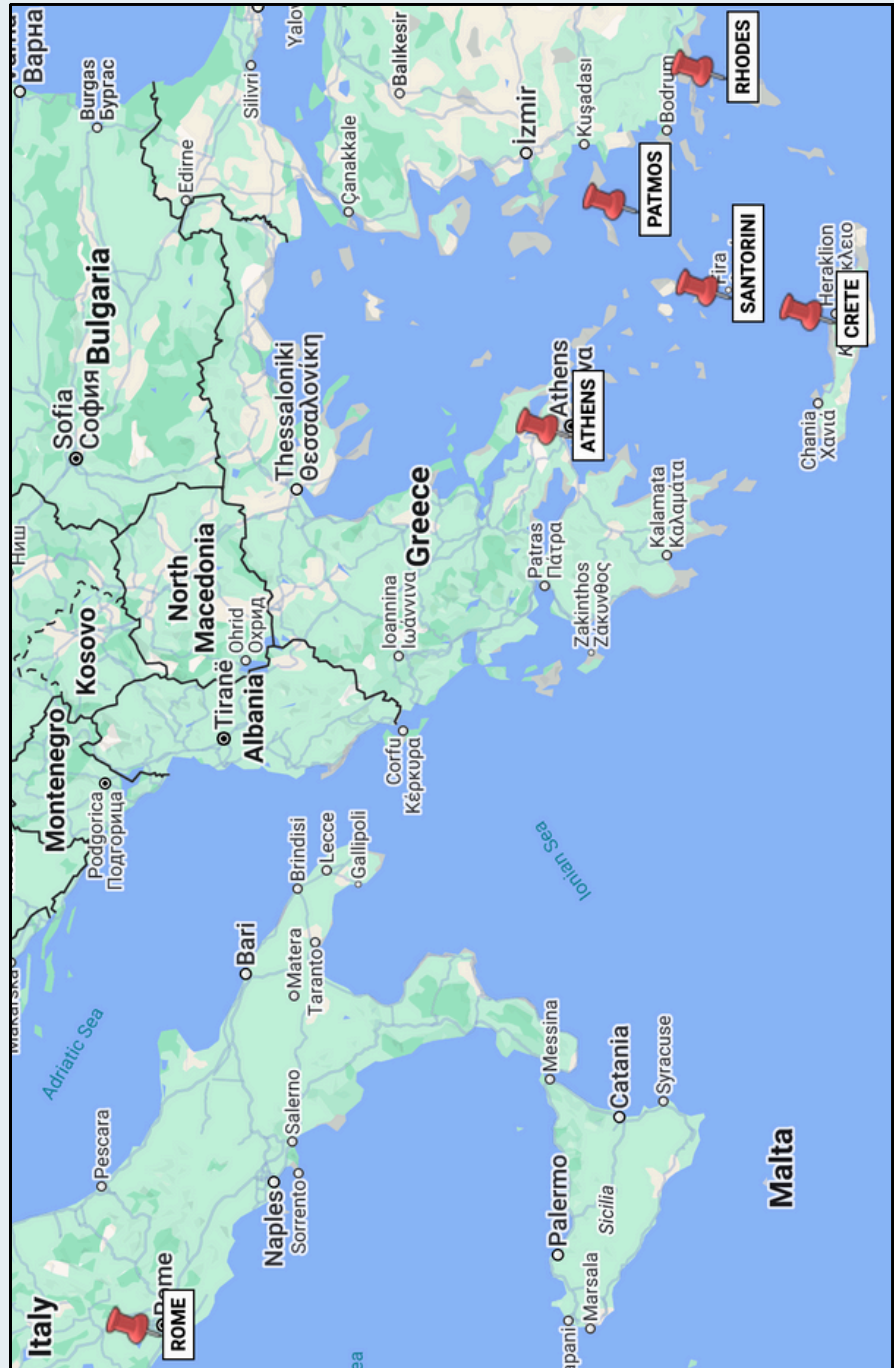 Ниш
Варна
Italy
Montenegro
Kosovo
Sofia
София
Burgas
Бургас
Pescara
Podgorica
Подгорица
Bulgaria
Adriatic Sea
ROME
North
Macedonia
Edirne
Tiranë
Ohrid
Охрид
Albania
Silivri
Yalov
Bari
Naples
Salerno
Sorrento
Matera
Taranto
Brindisi
Lecce
Gallipoli
Thessaloniki
Θεσσαλονίκη
Çanakkale
Balıkesir
Corfu
Κέρκυρα
Ioannina
Ιωάννινα
Greece
İzmir
Ionian Sea
Messina
Palermo
Patras
Πάτρα
Athens
ATHENS
Kuşadası
apani
Marsala
Sicilia
Catania
Zakinthos
Ζάκυνθος
PATMOS
Syracuse
Kalamata
Καλαμάτα
Bodrum
Fira
SANTORINI
RHODES
Malta
Chania
Χανιά
Heraklion
κλειο
CRETE